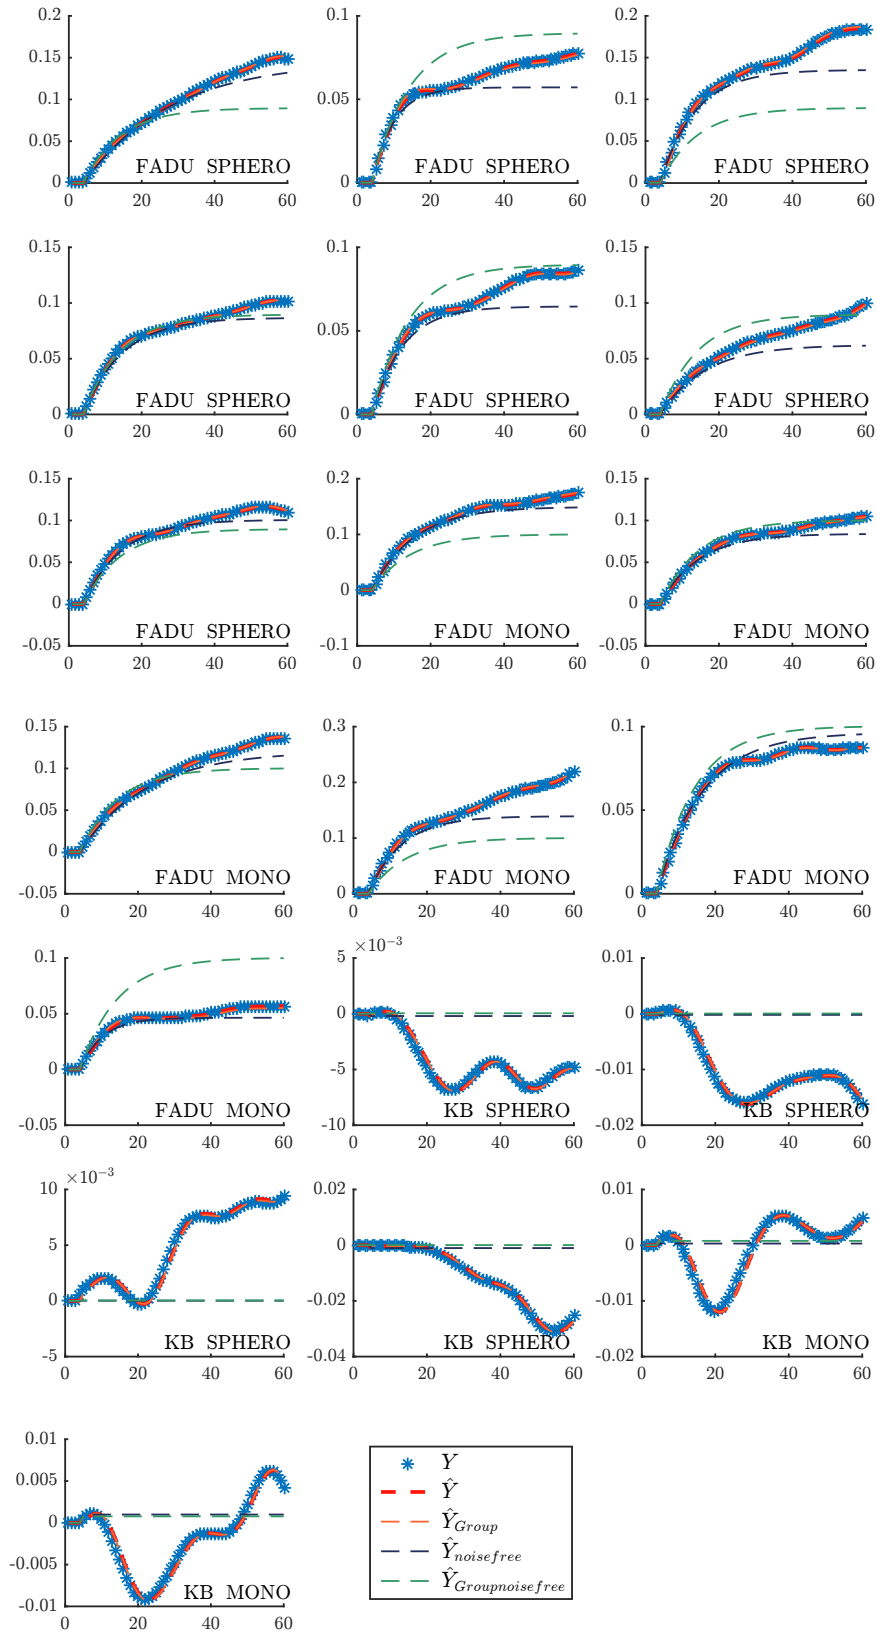 0.2 0.1 0.2
0.15 0.15
0.1 0.05 0.1
0.05 0.05
FADU SPHERO FADU SPHERO FADU SPHERO
0 0 0
0 20 40 60 0 20 40 60 0 20 40 60
0.15 0.1 0.15
0.1 0.1
0.05 0.05 0.05
FADU SPHERO FADU SPHERO FADU SPHERO
0 0 0
0 20 40 60 0 20 40 60 0 20 40 60
0.15 0.2 0.15
0.1 0.1 0.1
0.05 0.05
0 0 0
FADU SPHERO FADU MONO FADU MONO
-0.05 -0.1 -0.05
0 20 40 60 0 20 40 60 0 20 40 60
0.15 0.3 0.1
0.1 0.2
0.05 0.1 0.05
0
FADU MONO FADU MONO FADU MONO
-0.05 0 0
0 20 40 60 0 20 40 60 0 20 40 60
×10⁻³
0.1 5 0.01
0.05 0 0
0 -5 -0.01
FADU MONO KB SPHERO KB SPHERO
-0.05 -10 -0.02
0 20 40 60 0 20 40 60 0 20 40 60
×10⁻³
10 0.02 0.01
5 0 0
0 -0.02 -0.01
KB SPHERO KB SPHERO KB MONO
-5 -0.04 -0.02
0 20 40 60 0 20 40 60 0 20 40 60
0.01
0.005
0
-0.005
KB MONO
-0.01
0 20 40 60
Y
Ŷ
Ŷ_Group
Ŷ_noisefree
Ŷ_Groupnoisefree